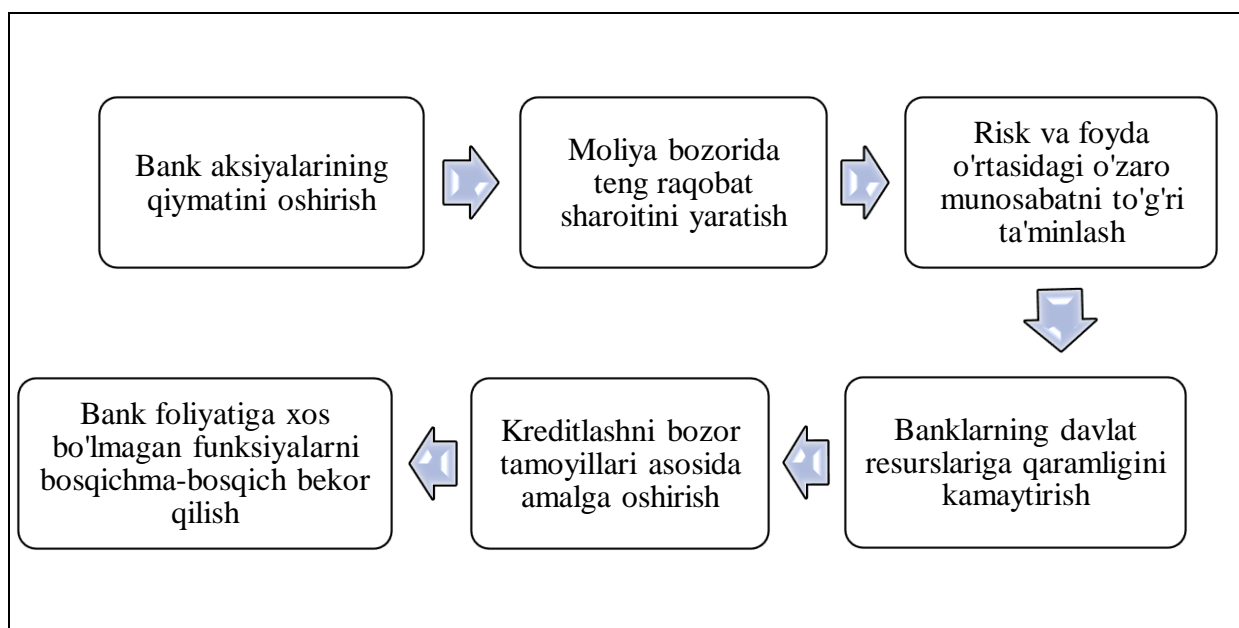 Bank aksiyalarining
qiymatini oshirish
Moliya bozorida
teng raqobat
sharoitini yaratish
Risk va foyda
o'rtasidagi o'zaro
munosabatni to'g'ri
ta'minlash
Banklarning davlat
resurslariga qaramligini
kamaytirish
Kreditlashni bozor
tamoyillari asosida
amalga oshirish
Bank foliyatiga xos
bo'lmagan funksiyalarni
bosqichma-bosqich bekor
qilish